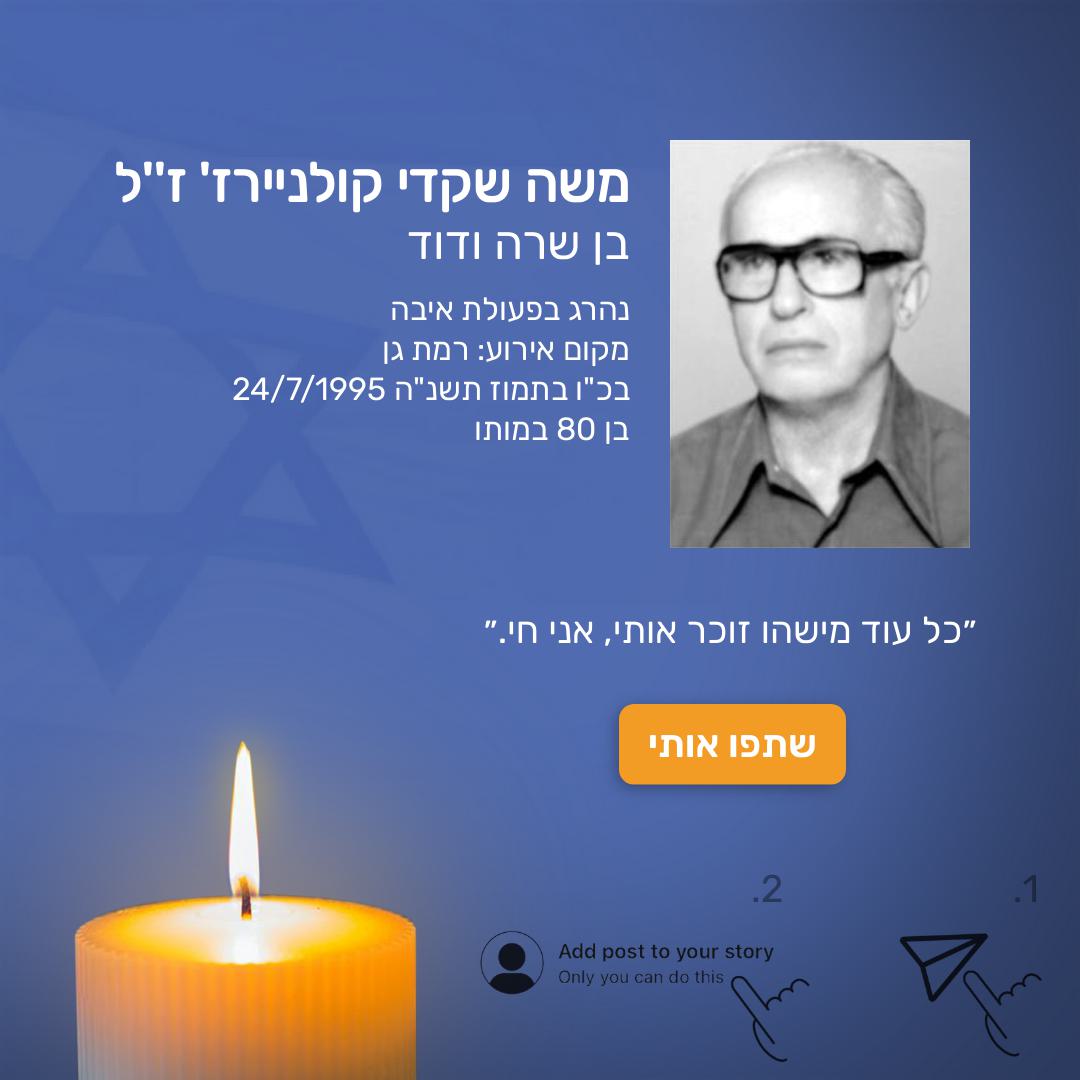 משה שקדי קולניירז' ז"ל
בן שרה ודוד
נהרג בפעולת איבה
מקום אירוע: רמת גן
בכ"ו בתמוז תשנ"ה 24/7/1995
בן 80 במותו
״כל עוד מישהו זוכר אותי, אני חי.״
שתפו אותי
1.
2.
Add post to your story
Only you can do this